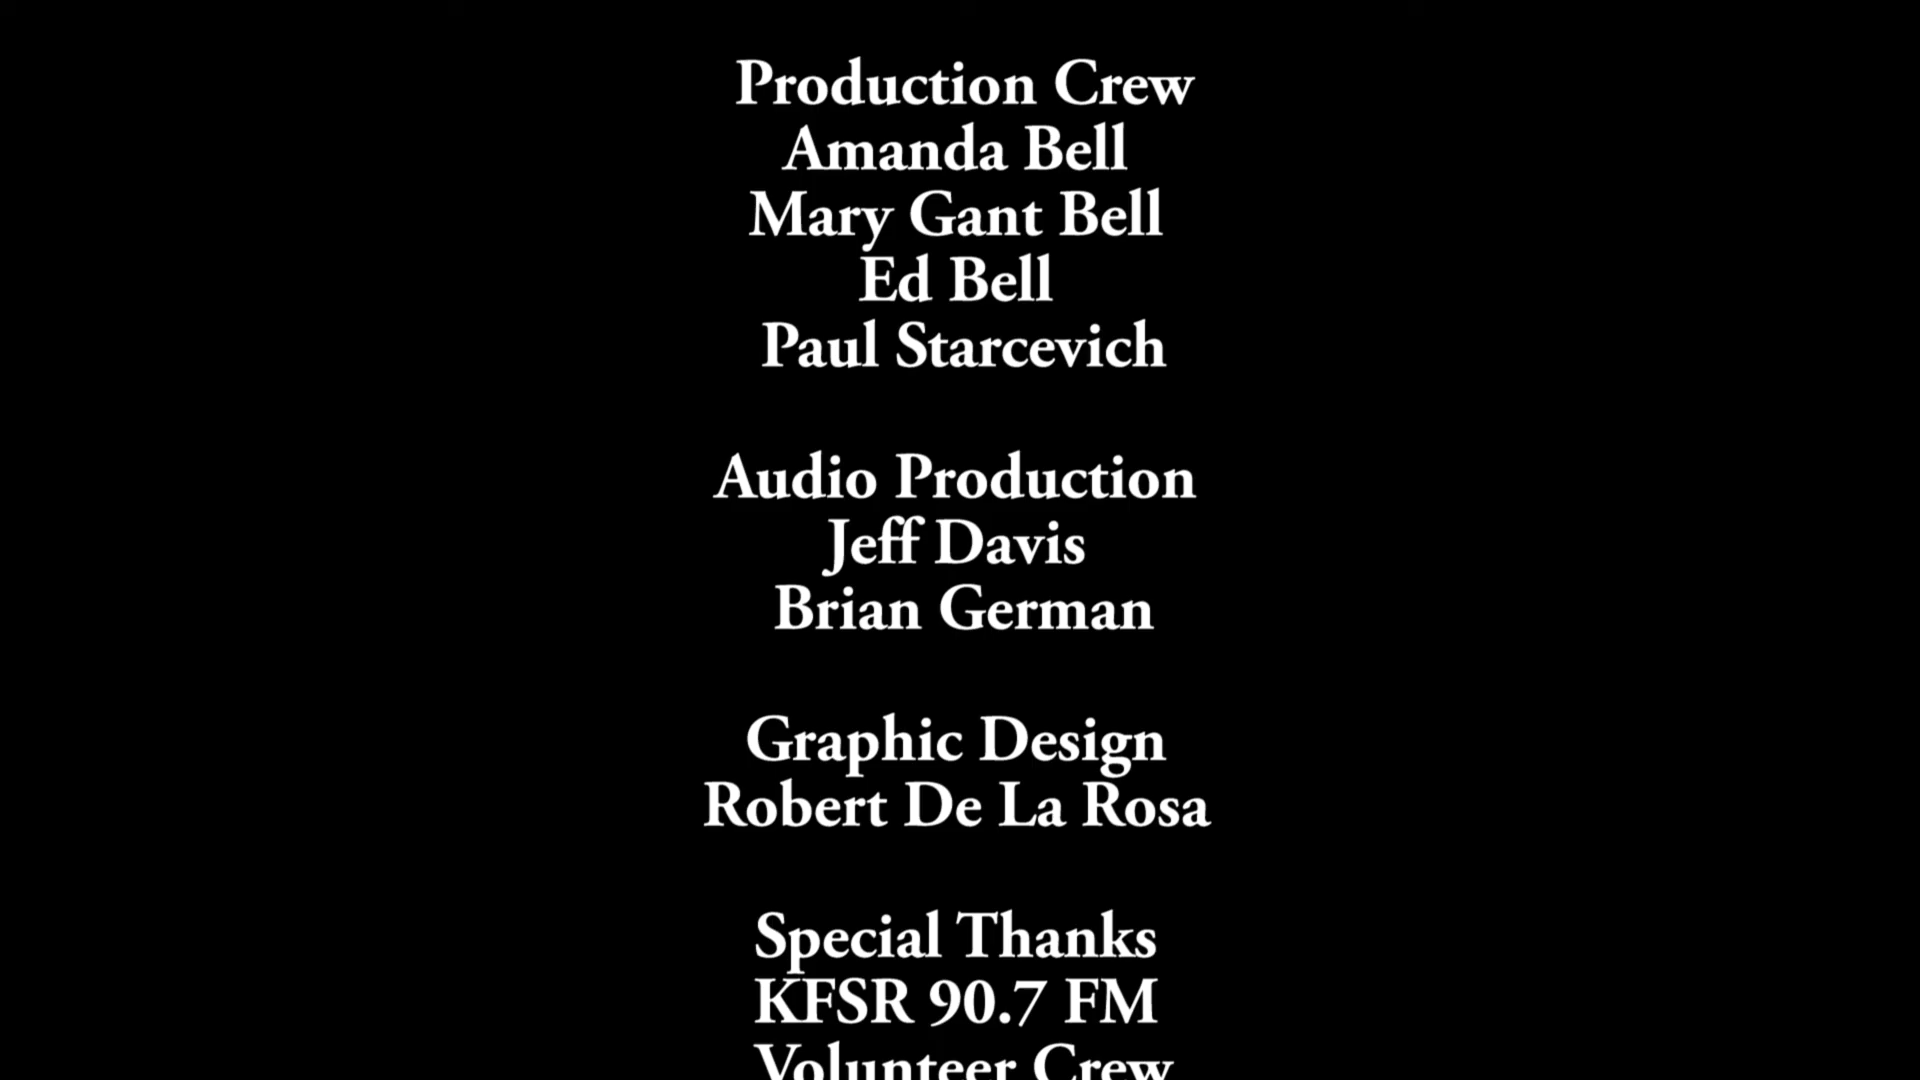 Production Crew
Amanda Bell
Mary Gant Bell
Ed Bell
Paul Starcevich
Audio Production
Jeff Davis
Brian German
Graphic Design
Robert De La Rosa
Special Thanks
KFSR 90.7 FM
Volunteer Crew